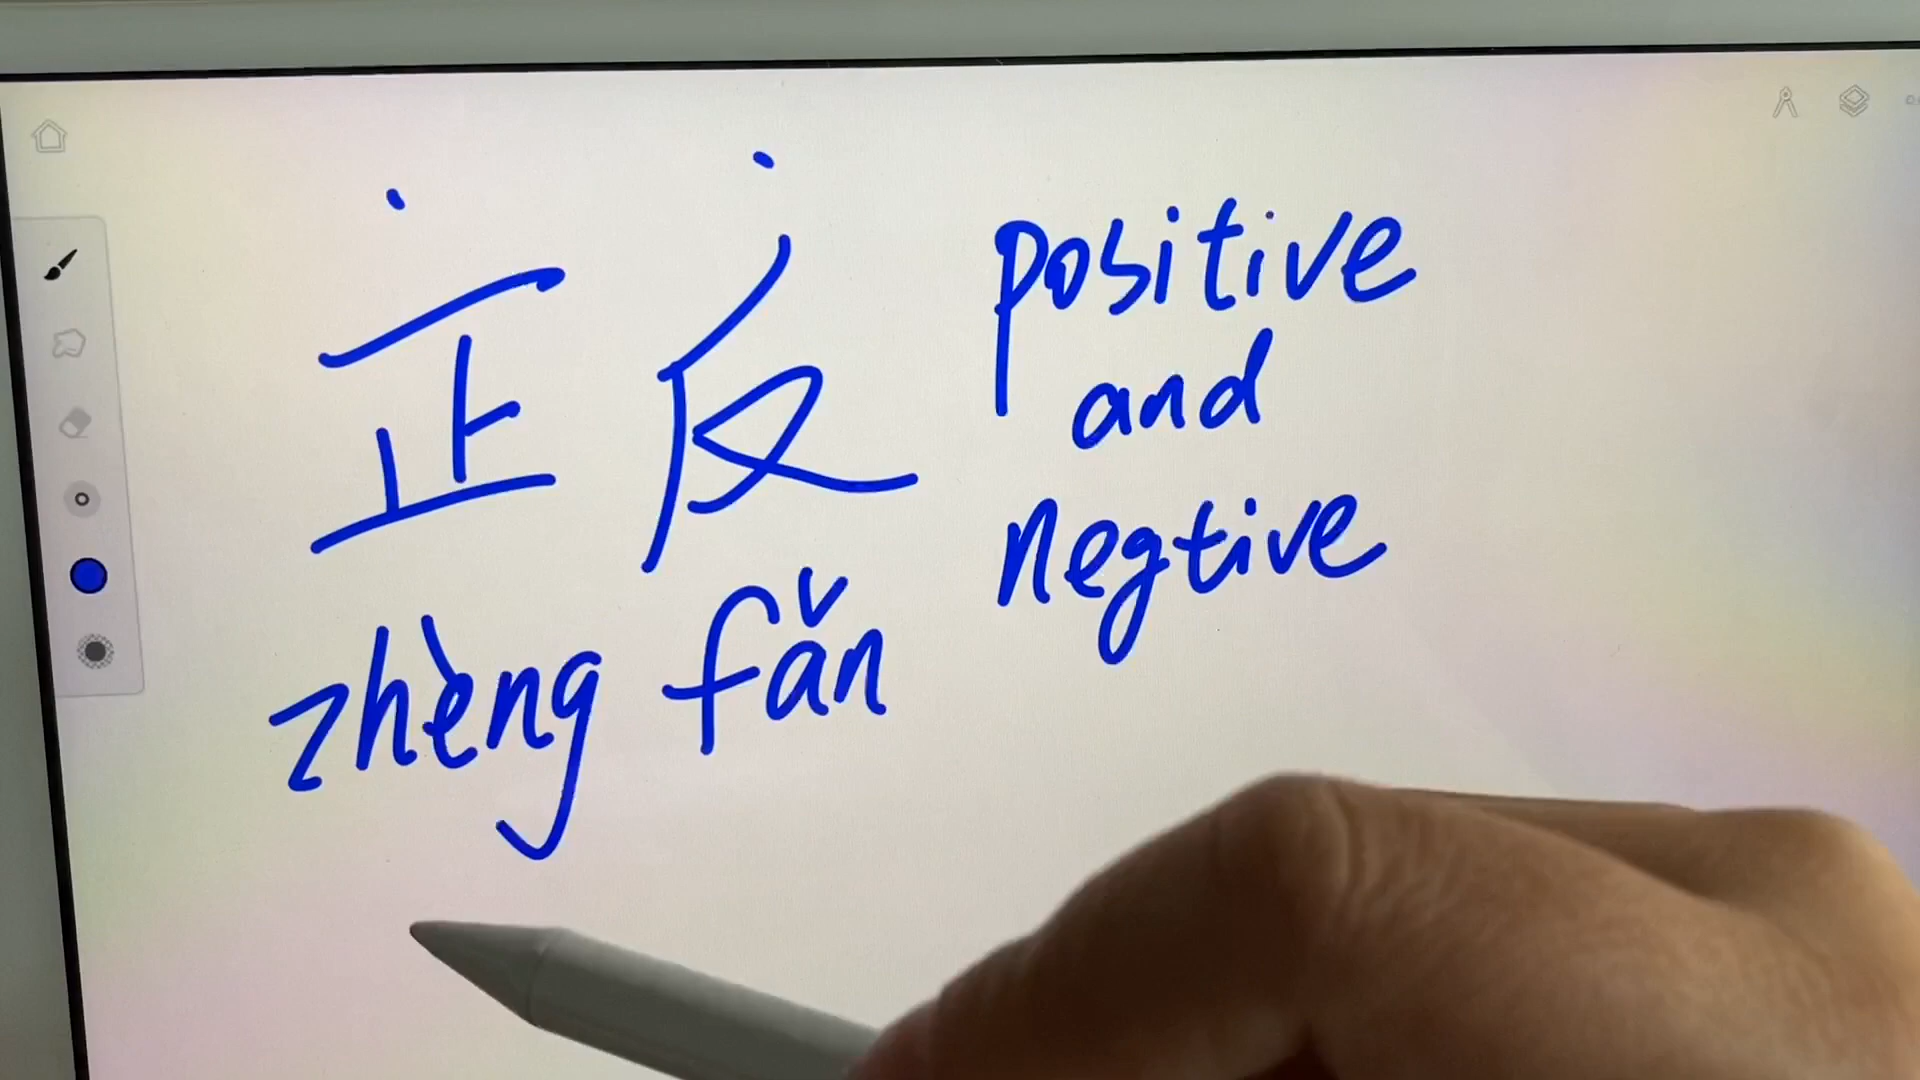 正反
zhèng fǎn
positive
and
negtive